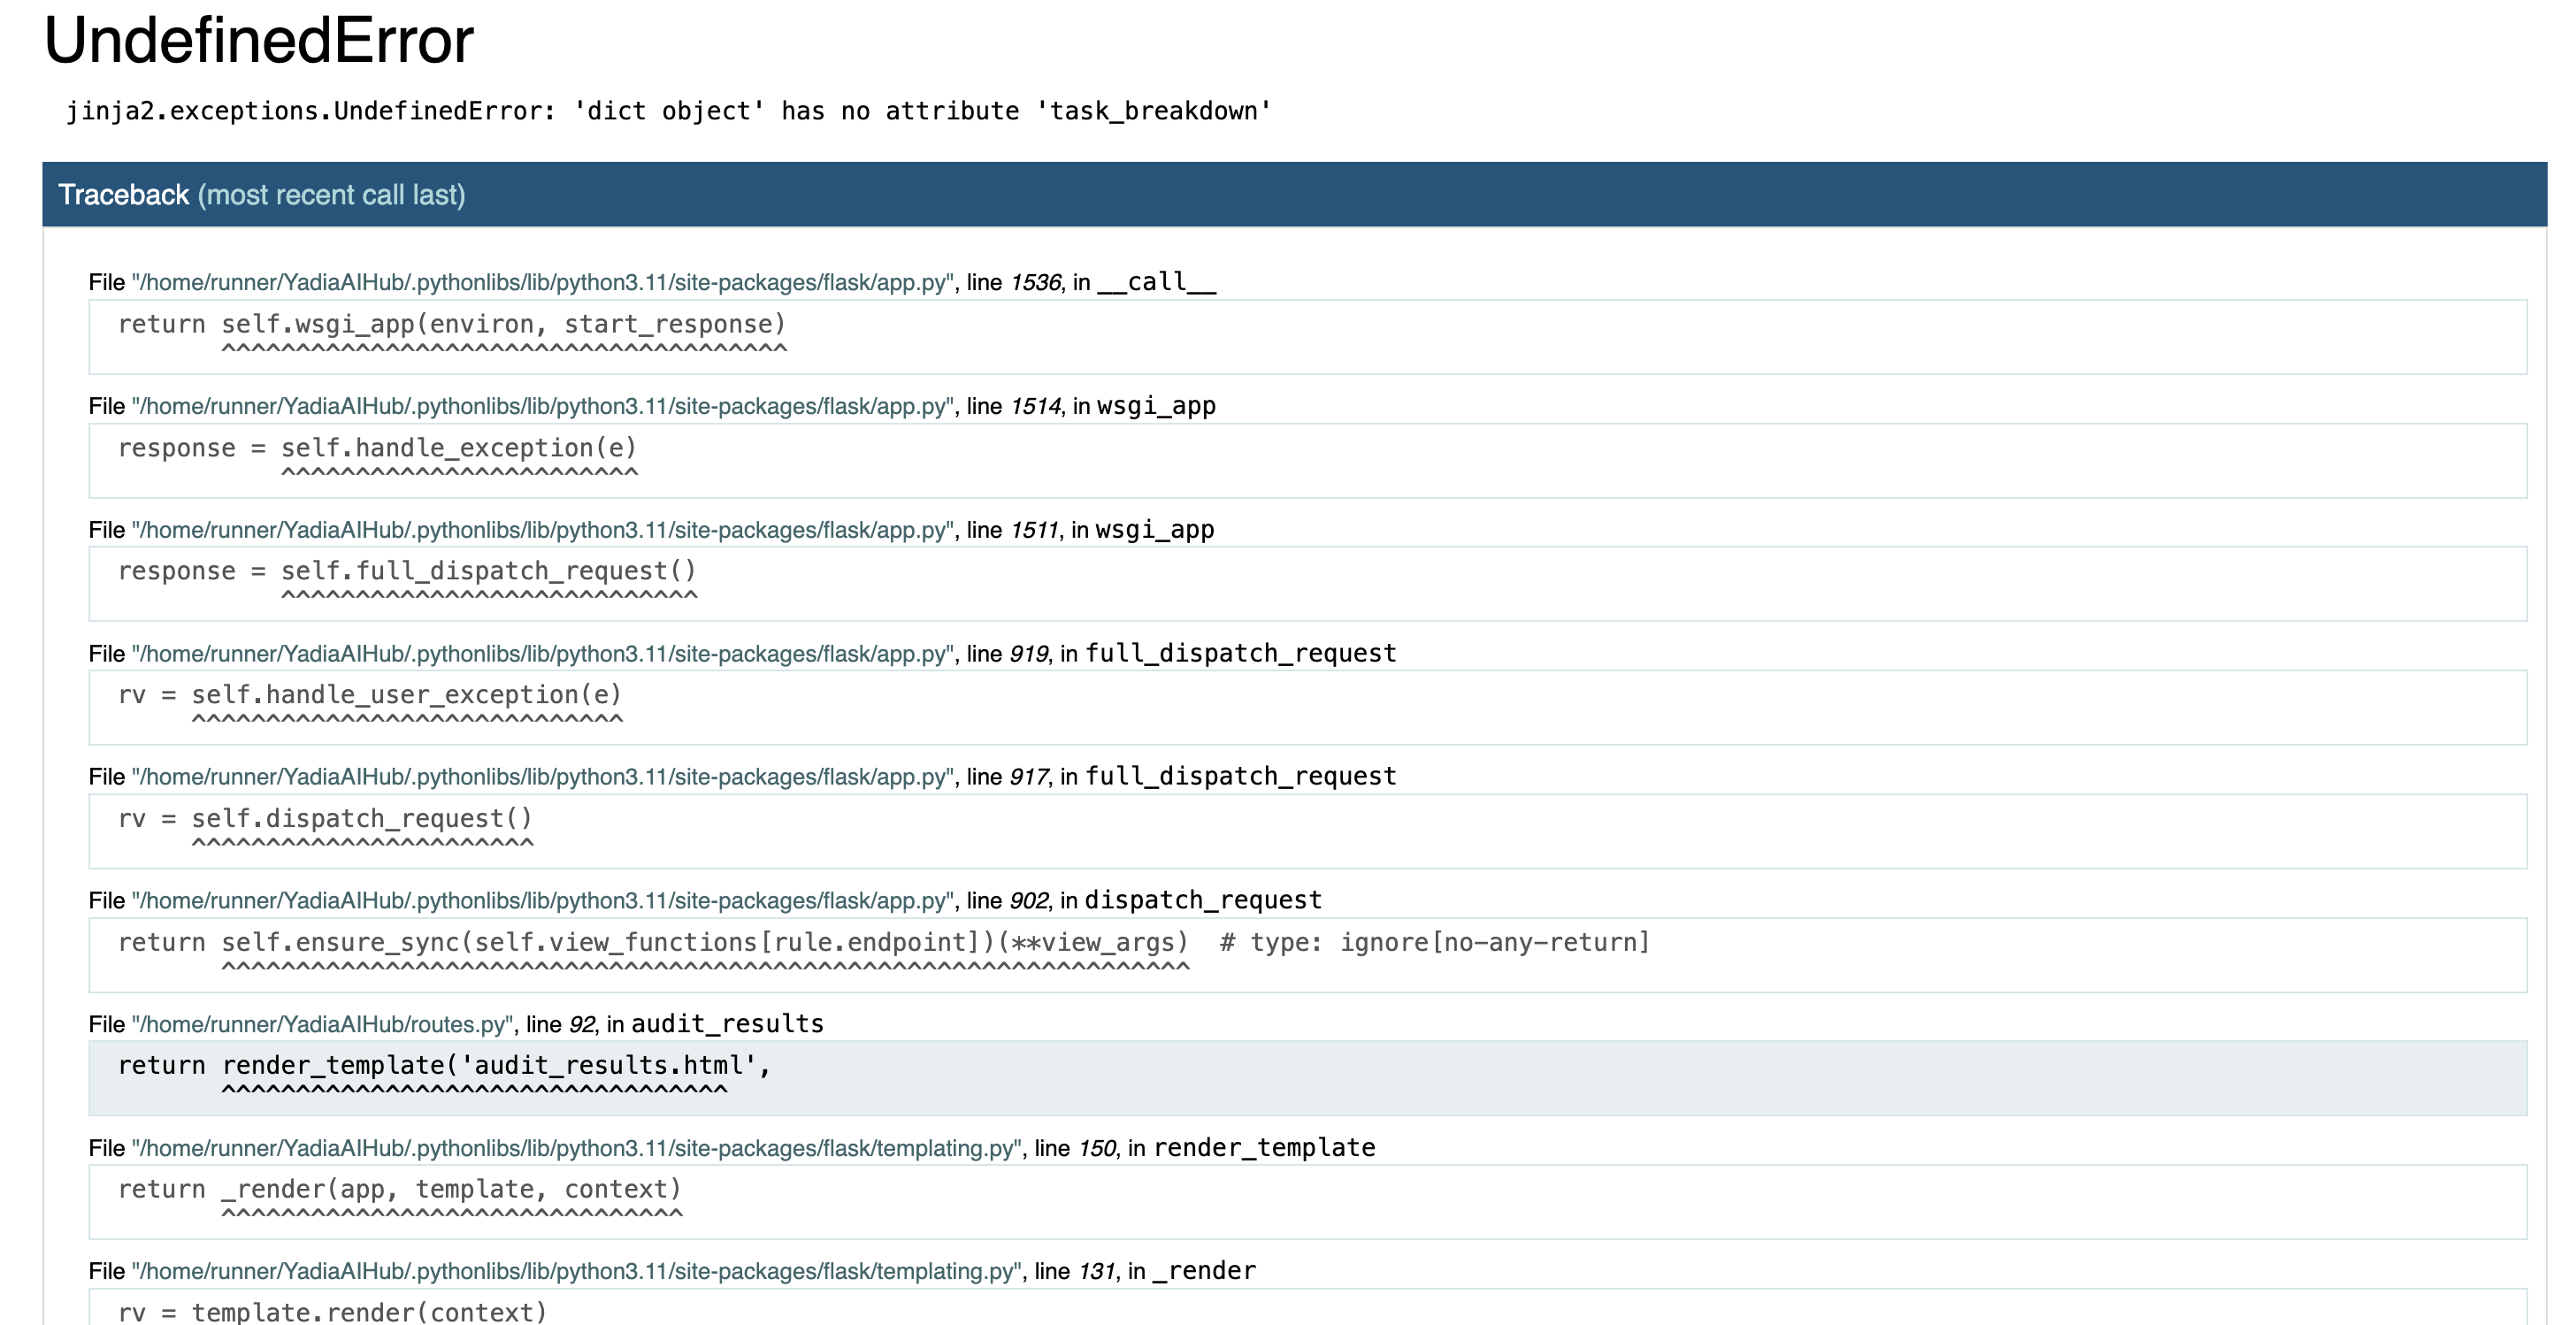 UndefinedError
jinja2.exceptions.UndefinedError: 'dict object' has no attribute 'task_breakdown'
Traceback (most recent call last)
File "/home/runner/YadiaAIHub/.pythonlibs/lib/python3.11/site-packages/flask/app.py", line 1536, in __call__
return self.wsgi_app(environ, start_response)
^^^^^^^^^^^^^^^^^^^^^^^^^^^^^^^^^^^^^^
File "/home/runner/YadiaAIHub/.pythonlibs/lib/python3.11/site-packages/flask/app.py", line 1514, in wsgi_app
response = self.handle_exception(e)
^^^^^^^^^^^^^^^^^^^^^^^^
File "/home/runner/YadiaAIHub/.pythonlibs/lib/python3.11/site-packages/flask/app.py", line 1511, in wsgi_app
response = self.full_dispatch_request()
^^^^^^^^^^^^^^^^^^^^^^^^^^^^
File "/home/runner/YadiaAIHub/.pythonlibs/lib/python3.11/site-packages/flask/app.py", line 919, in full_dispatch_request
rv = self.handle_user_exception(e)
^^^^^^^^^^^^^^^^^^^^^^^^^^^^^
File "/home/runner/YadiaAIHub/.pythonlibs/lib/python3.11/site-packages/flask/app.py", line 917, in full_dispatch_request
rv = self.dispatch_request()
^^^^^^^^^^^^^^^^^^^^^^^
File "/home/runner/YadiaAIHub/.pythonlibs/lib/python3.11/site-packages/flask/app.py", line 902, in dispatch_request
return self.ensure_sync(self.view_functions[rule.endpoint])(**view_args)  # type: ignore[no-any-return]
^^^^^^^^^^^^^^^^^^^^^^^^^^^^^^^^^^^^^^^^^^^^^^^^^^^^^^^^^^^^^^^^^
File "/home/runner/YadiaAIHub/routes.py", line 92, in audit_results
return render_template('audit_results.html',
^^^^^^^^^^^^^^^^^^^^^^^^^^^^^^^^^^
File "/home/runner/YadiaAIHub/.pythonlibs/lib/python3.11/site-packages/flask/templating.py", line 150, in render_template
return _render(app, template, context)
^^^^^^^^^^^^^^^^^^^^^^^^^^^^^^^
File "/home/runner/YadiaAIHub/.pythonlibs/lib/python3.11/site-packages/flask/templating.py", line 131, in _render
rv = template.render(context)